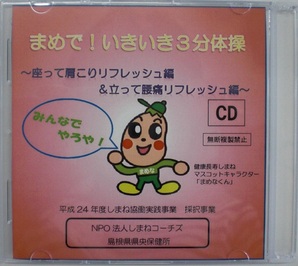 まめで！いきいき３分体操
～座って肩こりリフレッシュ編
＆立って腰痛リフレッシュ編～
CD
無断複製禁止
みんなで
やろうや！
まめな
健康長寿しまね
マスコットキャラクター
「まめなくん」
平成２４年度しまね協働実践事業　採択事業
NPO法人しまねコーチズ
島根県県央保健所